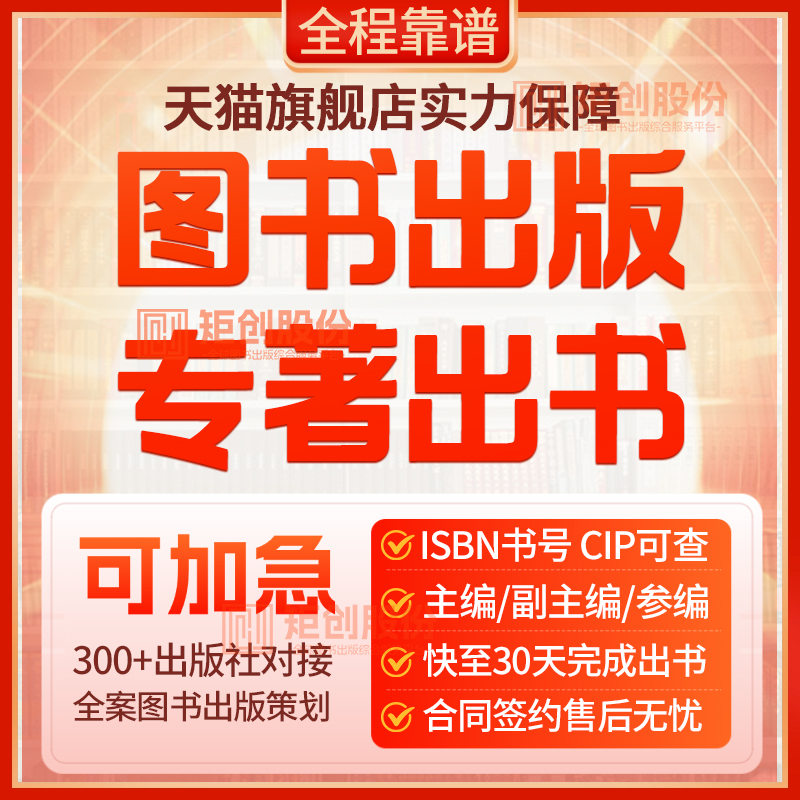 全程靠谱
天猫旗舰店实力保障
矩创股份
图书出版
矩创股份
专著出书
可加急
矩创股份
300+出版社对接
全案图书出版策划
ISBN书号 CIP可查
主编/副主编/参编
快至30天完成出书
合同签约售后无忧